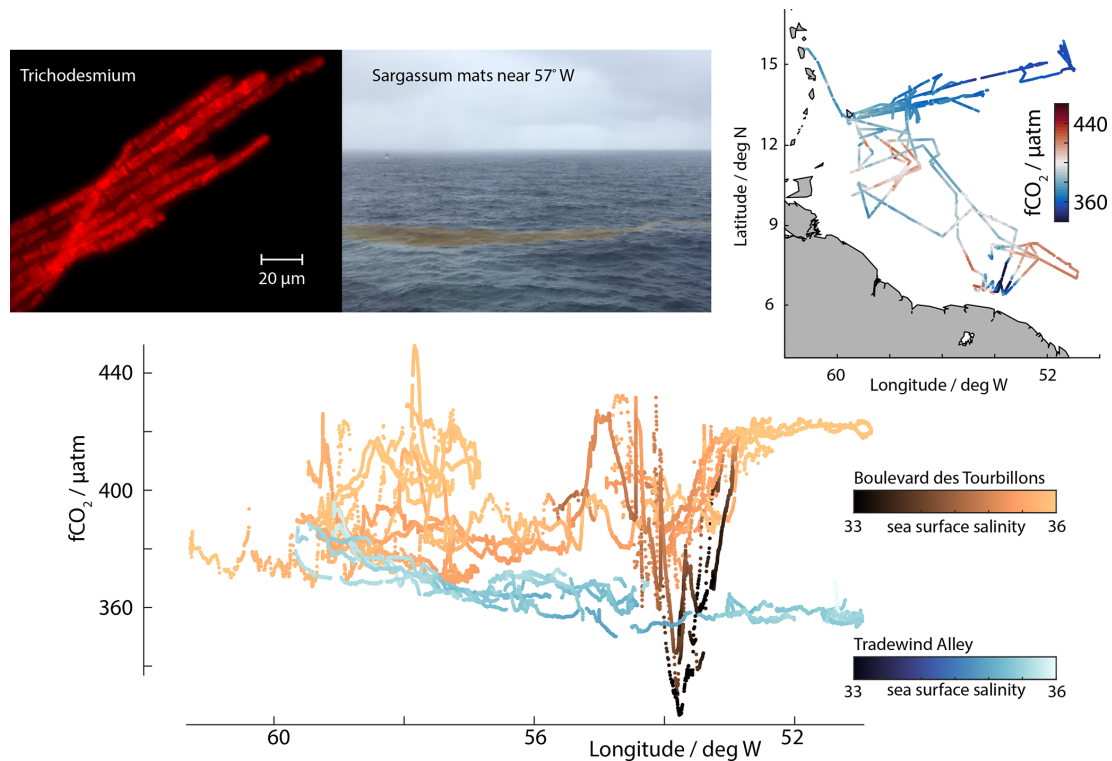 Trichodesmium
20 µm
Sargassum mats near 57° W
15
12
9
6
Latitude / deg N
60
52
Longitude / deg W
fCO2 / µatm
440
360
440
400
360
fCO2 / µatm
60
56
52
Longitude / deg W
Boulevard des Tourbillons
33 sea surface salinity 36
Tradewind Alley
33 sea surface salinity 36